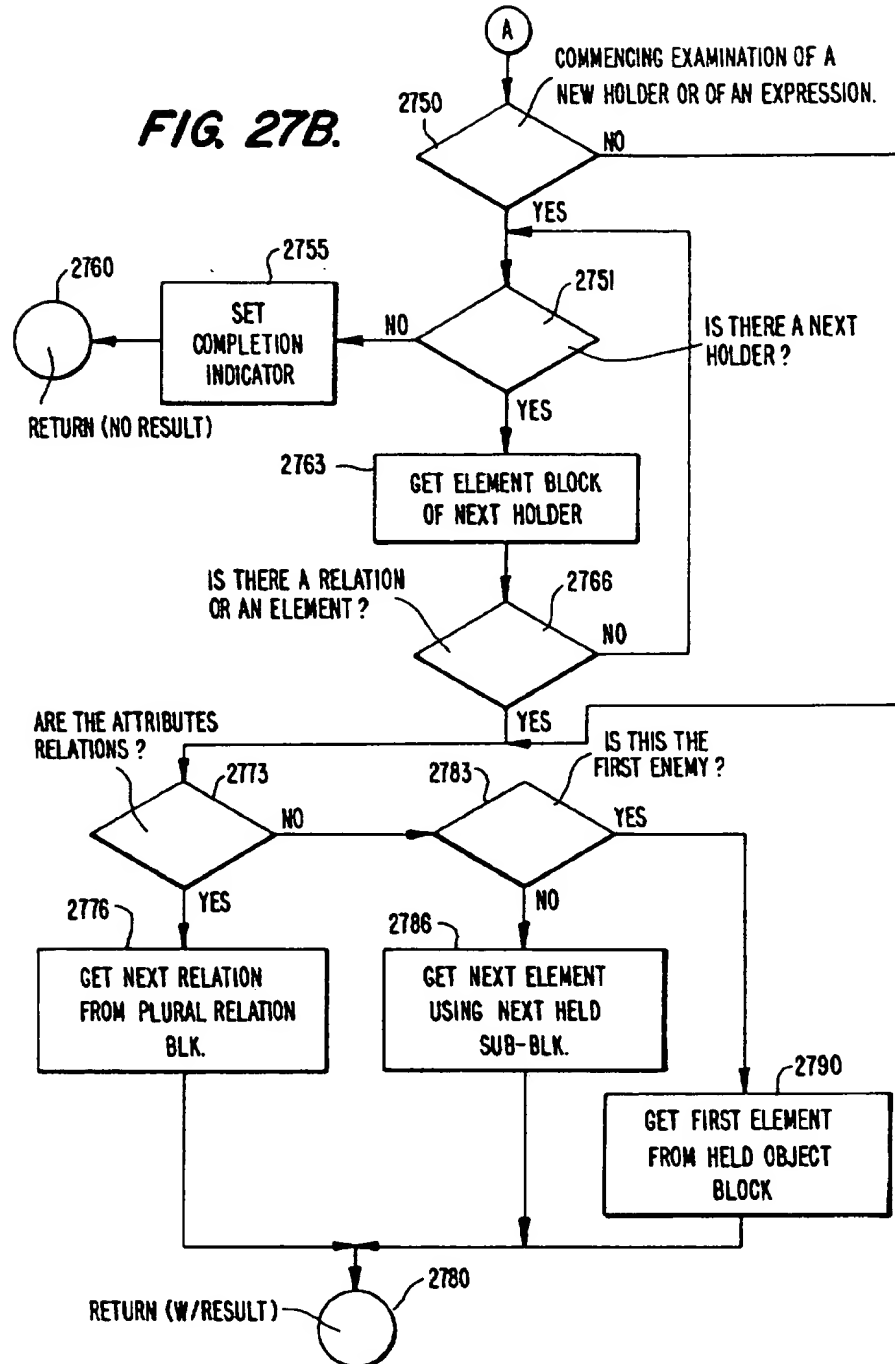 A
COMMENCING EXAMINATION OF A
NEW HOLDER OR OF AN EXPRESSION.
FIG. 27B.
2750
NO
YES
2760
2755
2751
SET
COMPLETION
INDICATOR
NO
IS THERE A NEXT
HOLDER ?
RETURN (NO RESULT)
YES
2763
GET ELEMENT BLOCK
OF NEXT HOLDER
IS THERE A RELATION
OR AN ELEMENT ?
2766
NO
YES
ARE THE ATTRIBUTES
RELATIONS ?
IS THIS THE
FIRST ENEMY ?
2773
2783
NO
YES
YES
NO
2776
2786
GET NEXT RELATION
FROM PLURAL RELATION
BLK.
GET NEXT ELEMENT
USING NEXT HELD
SUB-BLK.
2790
GET FIRST ELEMENT
FROM HELD OBJECT
BLOCK
2780
RETURN (W/RESULT)